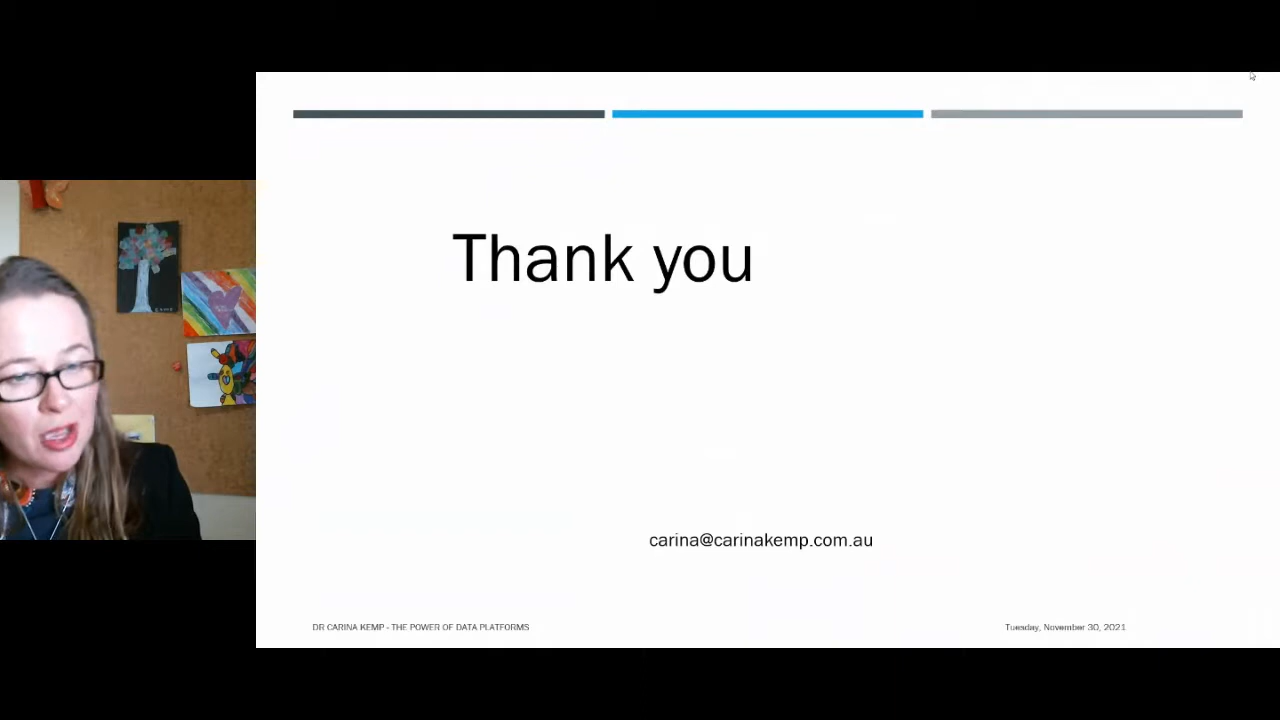 Thank you
carina@carinakemp.com.au
DR CARINA KEMP - THE POWER OF DATA PLATFORMS
Tuesday, November 30, 2021